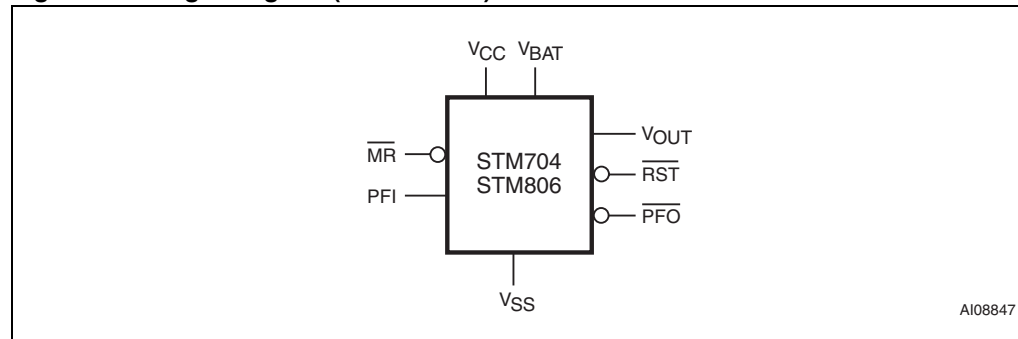 VCC VBAT
VOUT
MR
STM704
RST
STM806
PFI
PFO
VSS
AI08847